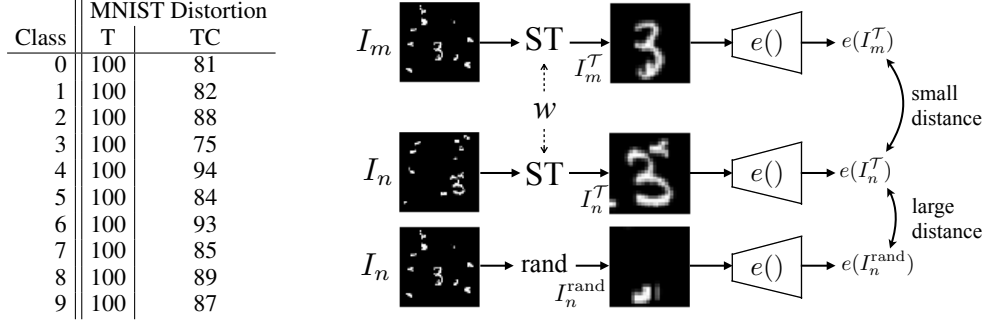 MNIST Distortion
Class T TC
0 100 81
1 100 82
2 100 88
3 100 75
4 100 94
5 100 84
6 100 93
7 100 85
8 100 89
9 100 87
I_m ST I_m^𝒯 3 e() e(I_m^𝒯)
small
distance
w
I_n ST I_n^𝒯 3 e() e(I_n^𝒯)
large
distance
I_n rand I_n^rand e() e(I_n^rand)